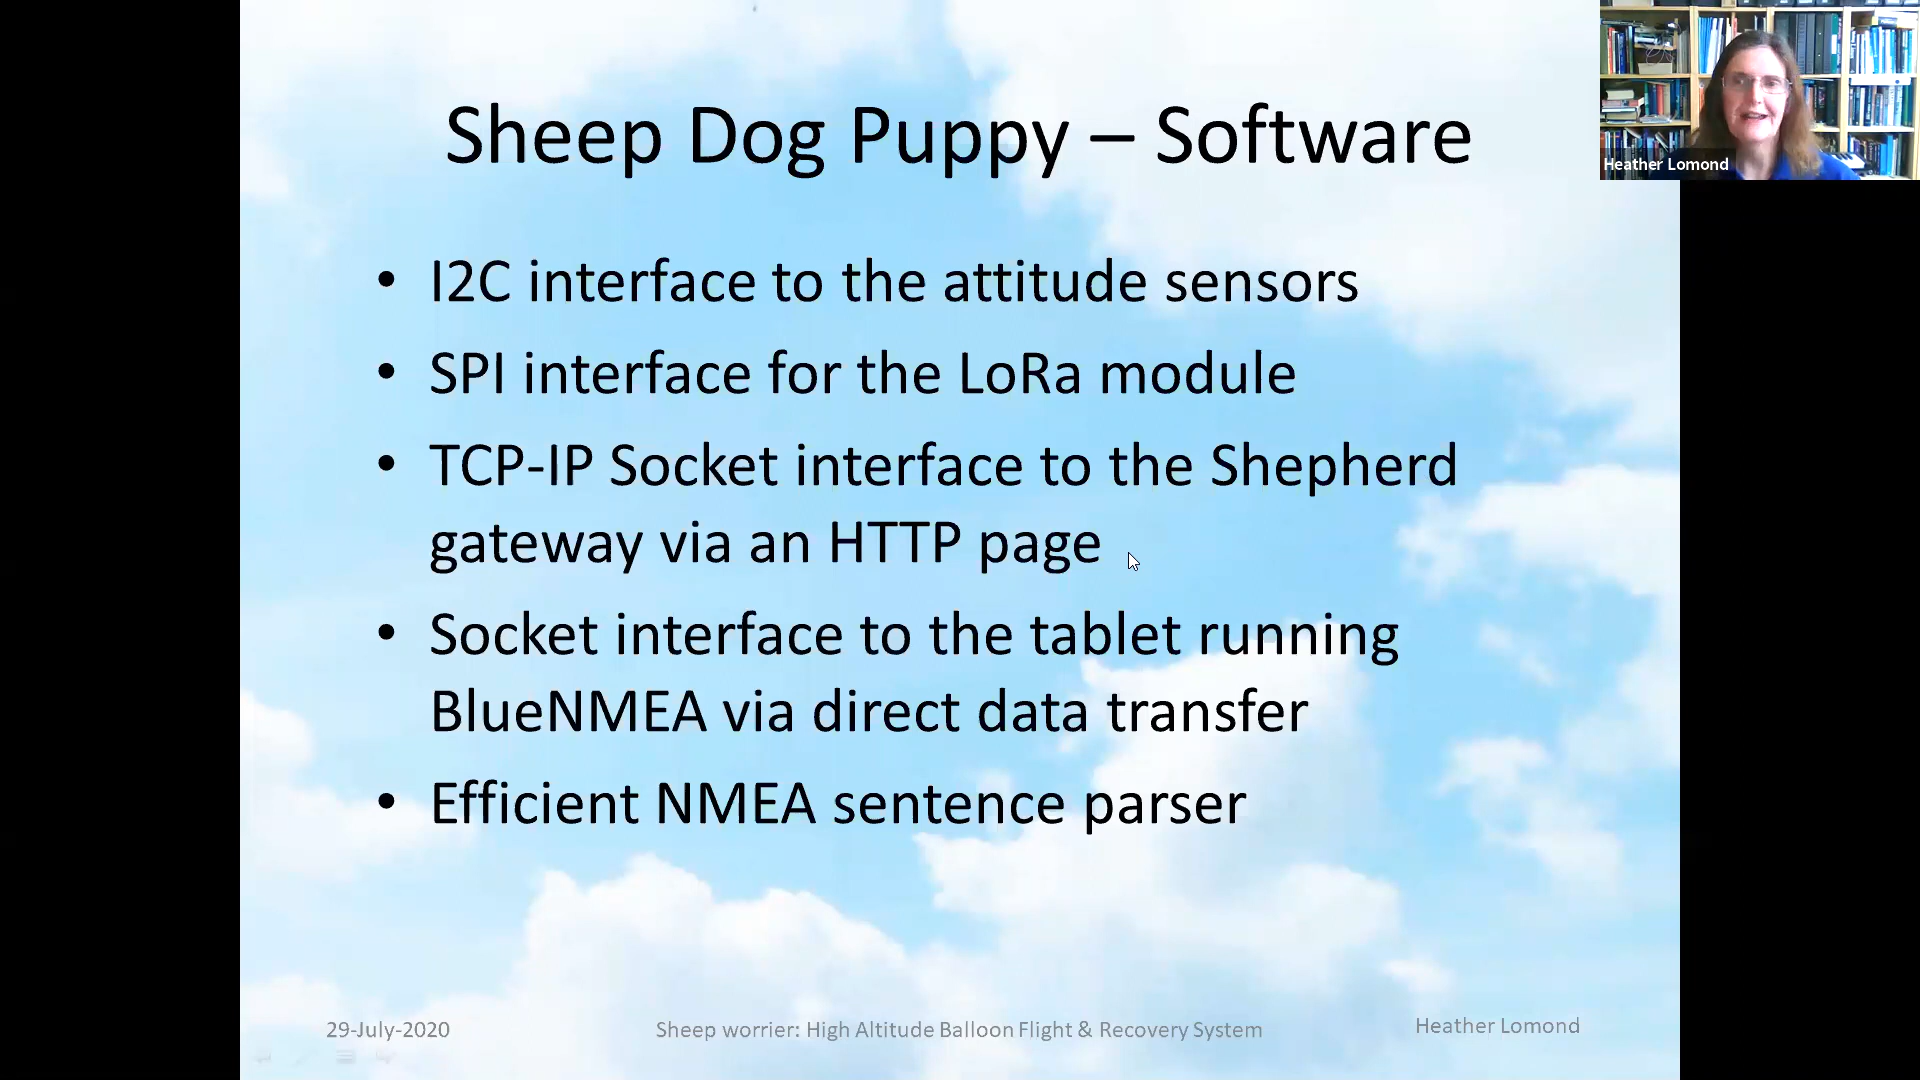 Sheep Dog Puppy – Software
Heather Lomond
• I2C interface to the attitude sensors
• SPI interface for the LoRa module
• TCP-IP Socket interface to the Shepherd
gateway via an HTTP page
• Socket interface to the tablet running
BlueNMEA via direct data transfer
• Efficient NMEA sentence parser
29-July-2020
Sheep worrier: High Altitude Balloon Flight & Recovery System
Heather Lomond